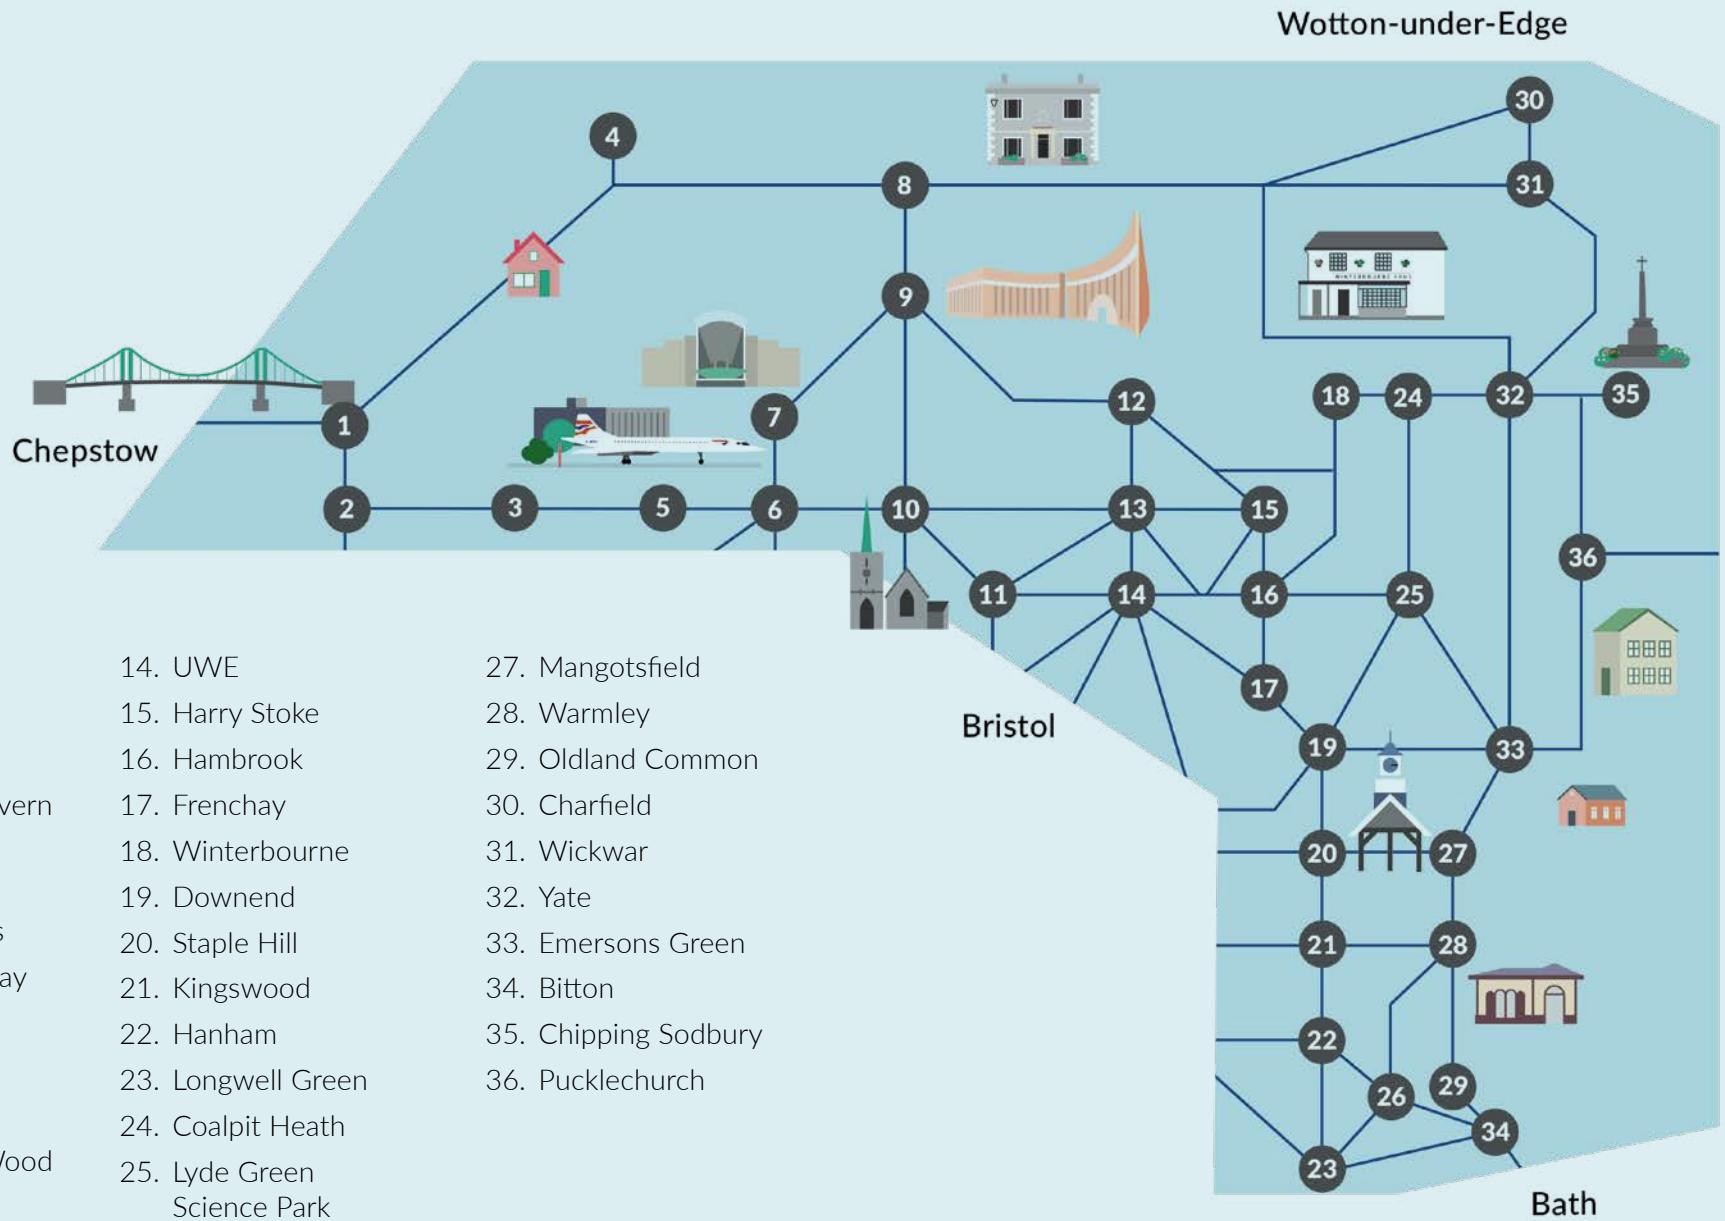 Wotton-under-Edge
30
4
8
31
9
7
12
18
24
32
35
1
Chepstow
2
3
5
6
10
13
15
36
11
14
16
25
17
Bristol
19
33
20
27
21
28
22
26
29
34
23
Bath
WINTERBOURNE ARMS
vern
s
ay
Wood
14. UWE
15. Harry Stoke
16. Hambrook
17. Frenchay
18. Winterbourne
19. Downend
20. Staple Hill
21. Kingswood
22. Hanham
23. Longwell Green
24. Coalpit Heath
25. Lyde Green
Science Park
27. Mangotsfield
28. Warmley
29. Oldland Common
30. Charfield
31. Wickwar
32. Yate
33. Emersons Green
34. Bitton
35. Chipping Sodbury
36. Pucklechurch